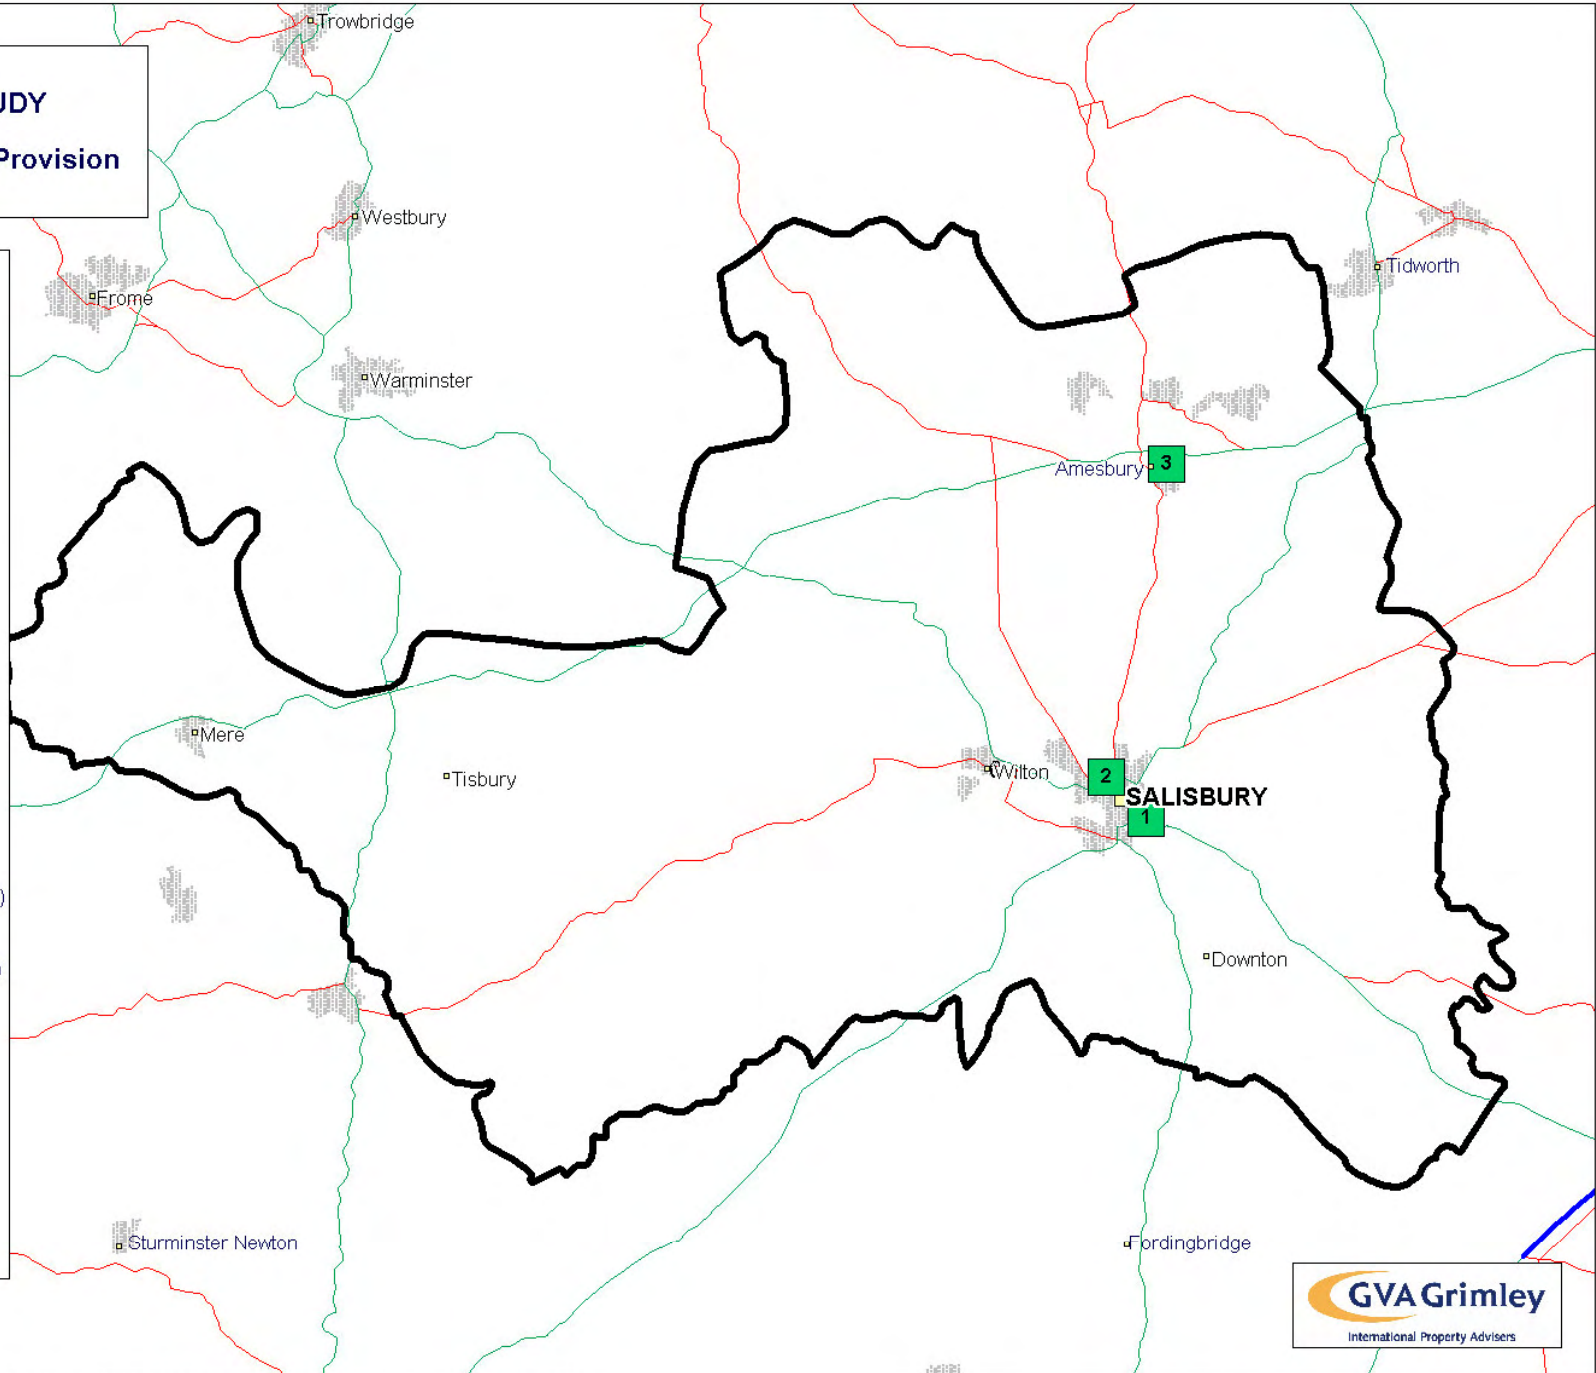 Trowbridge
UDY
Provision
Westbury
Tidworth
Frome
Warminster
Amesbury
3
Mere
Tisbury
Wilton
2
SALISBURY
1
)
Downton
Sturminster Newton
Fordingbridge
GVA Grimley
International Property Advisers